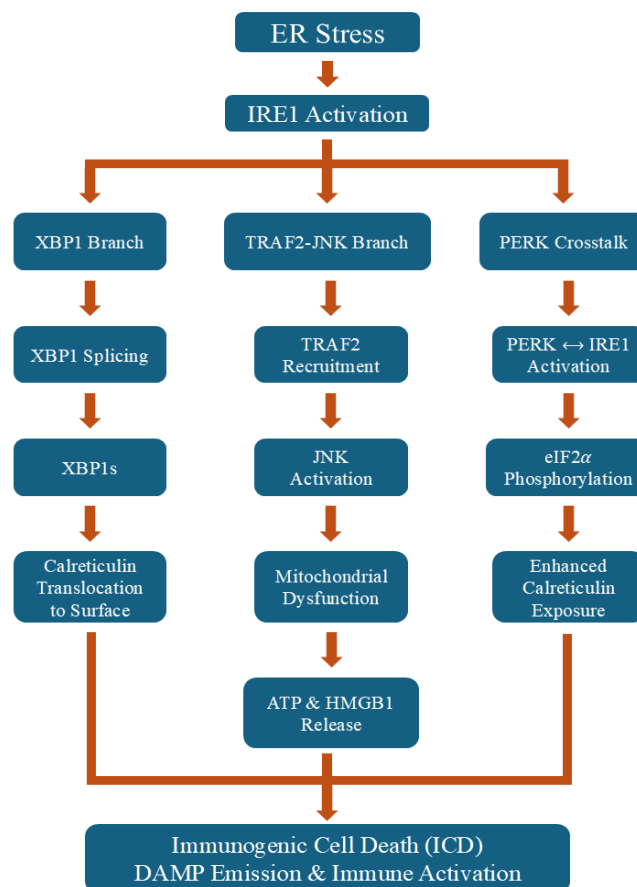 ER Stress
IRE1 Activation
XBP1 Branch
TRAF2-JNK Branch
PERK Crosstalk
XBP1 Splicing
TRAF2
Recruitment
PERK ↔ IRE1
Activation
XBP1s
JNK
Activation
eIF2α
Phosphorylation
Calreticulin
Translocation
to Surface
Mitochondrial
Dysfunction
Enhanced
Calreticulin
Exposure
ATP & HMGB1
Release
Immunogenic Cell Death (ICD)
DAMP Emission & Immune Activation